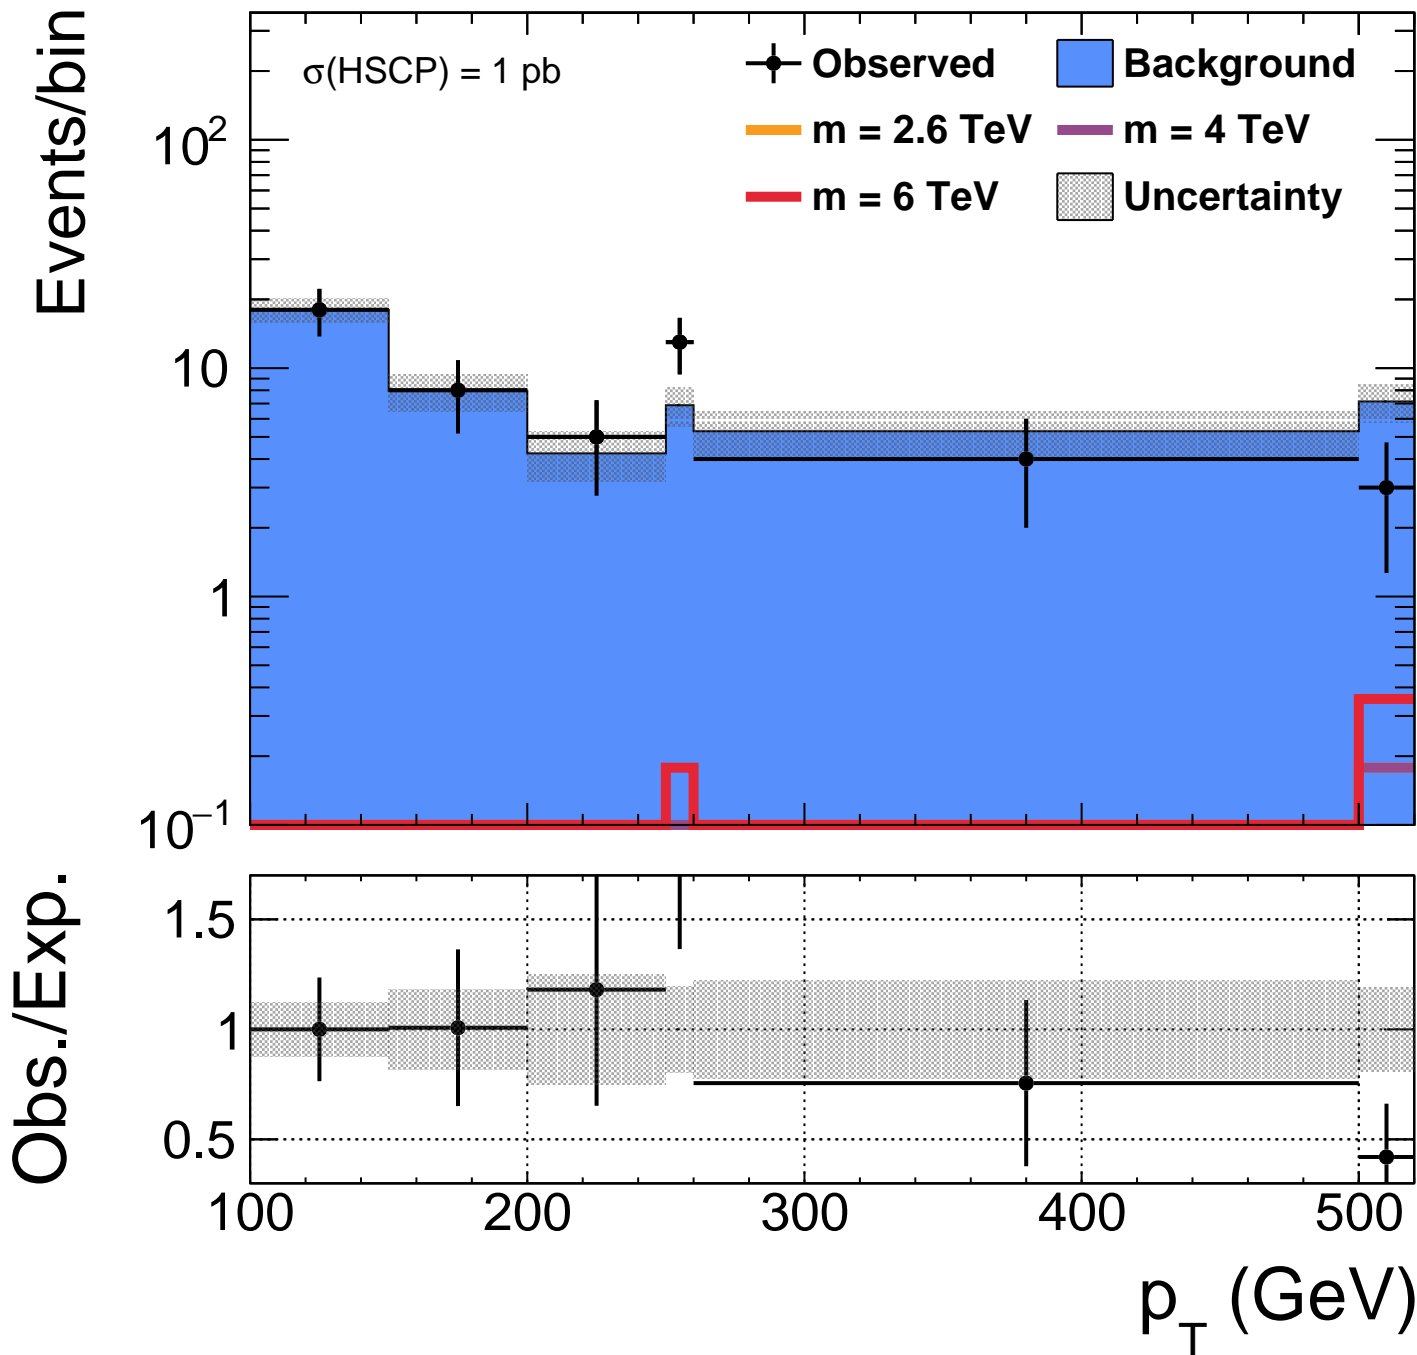 Events/bin
σ(HSCP) = 1 pb
Observed
Background
m = 2.6 TeV
m = 4 TeV
m = 6 TeV
Uncertainty
10²
10
1
10⁻¹
Obs./Exp.
1.5
1
0.5
100 200 300 400 500
p_T (GeV)